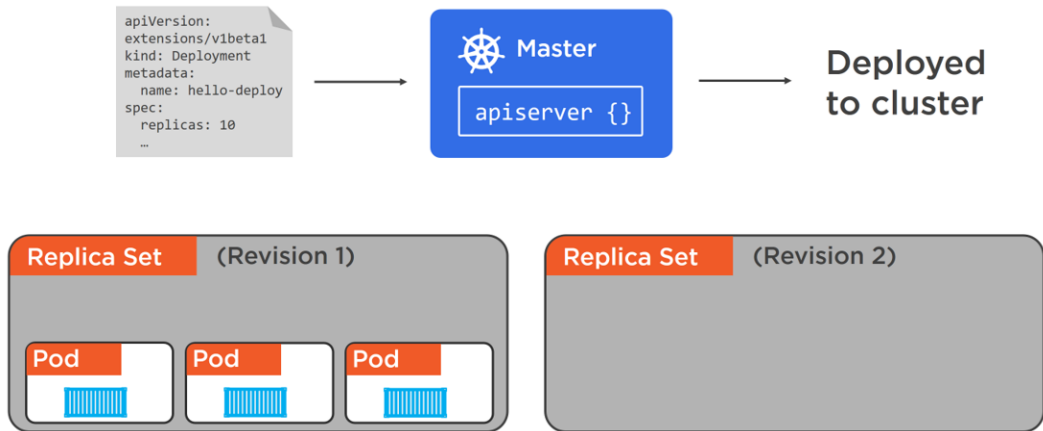 apiVersion:
extensions/v1beta1
kind: Deployment
metadata:
  name: hello-deploy
spec:
  replicas: 10
  …
Master
apiserver {}
Deployed
to cluster
Replica Set (Revision 1)
Pod Pod Pod
Replica Set (Revision 2)